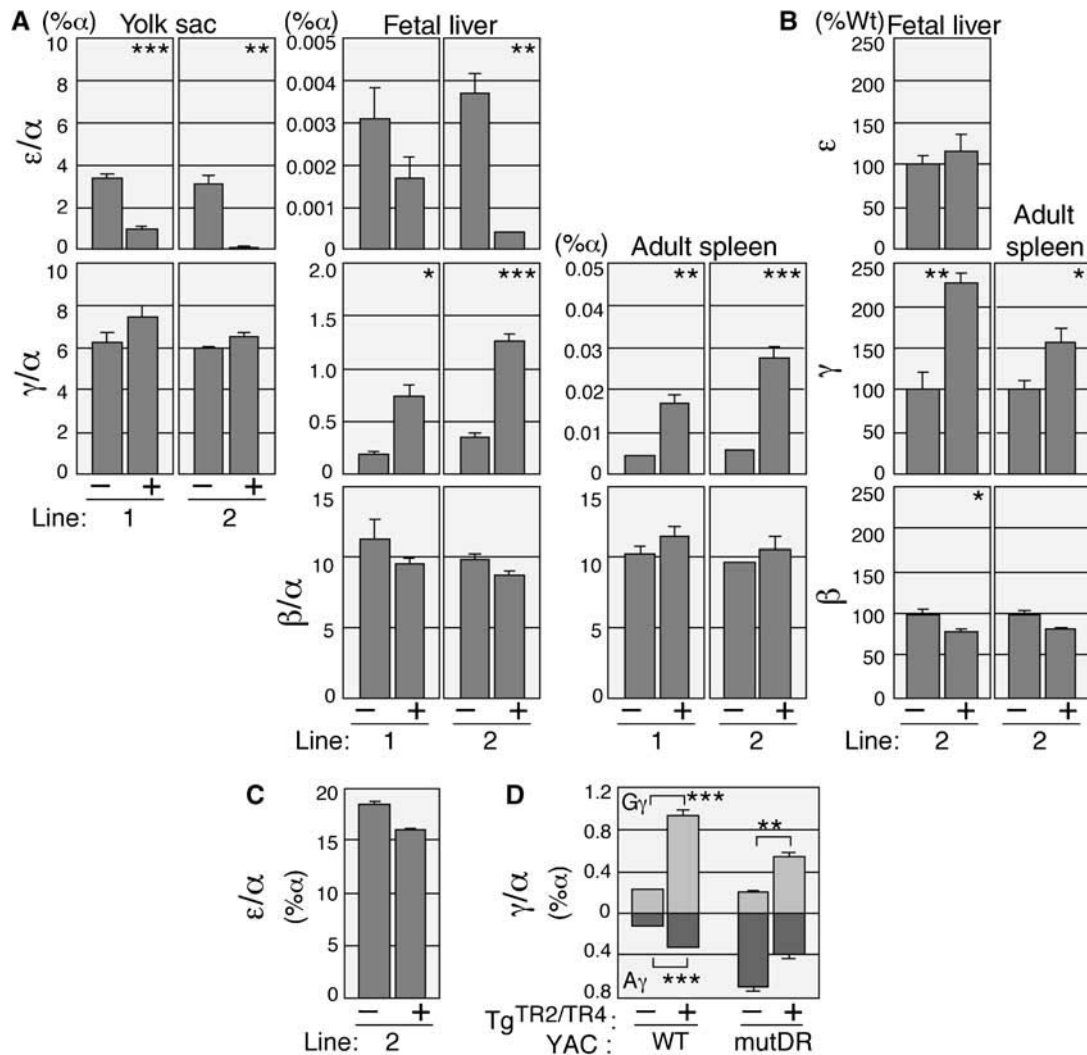 A (%α) Yolk sac (%α) Fetal liver B (%Wt) Fetal liver
10 *** ** 0.005 ** 250
8 0.004 200
6 0.003 150
4 0.002 100
2 0.001 50
0 0 0
ε/α ε
Adult spleen
(%α) Adult spleen
10 2.0 * *** 0.05 ** *** 250 ** *
8 1.5 0.04 200
6 1.0 0.03 150
4 0.5 0.02 100
2 0 0.01 50
0 0 0
γ/α γ
− + − +
Line: 1 2
15 15 250 *
10 10 200
5 5 150
0 0 100
50
0
β/α β
− + − + − + − + − + − +
Line: 1 2 1 2 Line: 2 2
C D
20
15
10
5
0
ε/α
(%α)
− +
Line: 2
1.2 Gγ *** **
0.8
0.4
0
0.4
0.8 Aγ ***
γ/α
(%α)
Tg TR2/TR4 : − + − +
YAC : WT mutDR